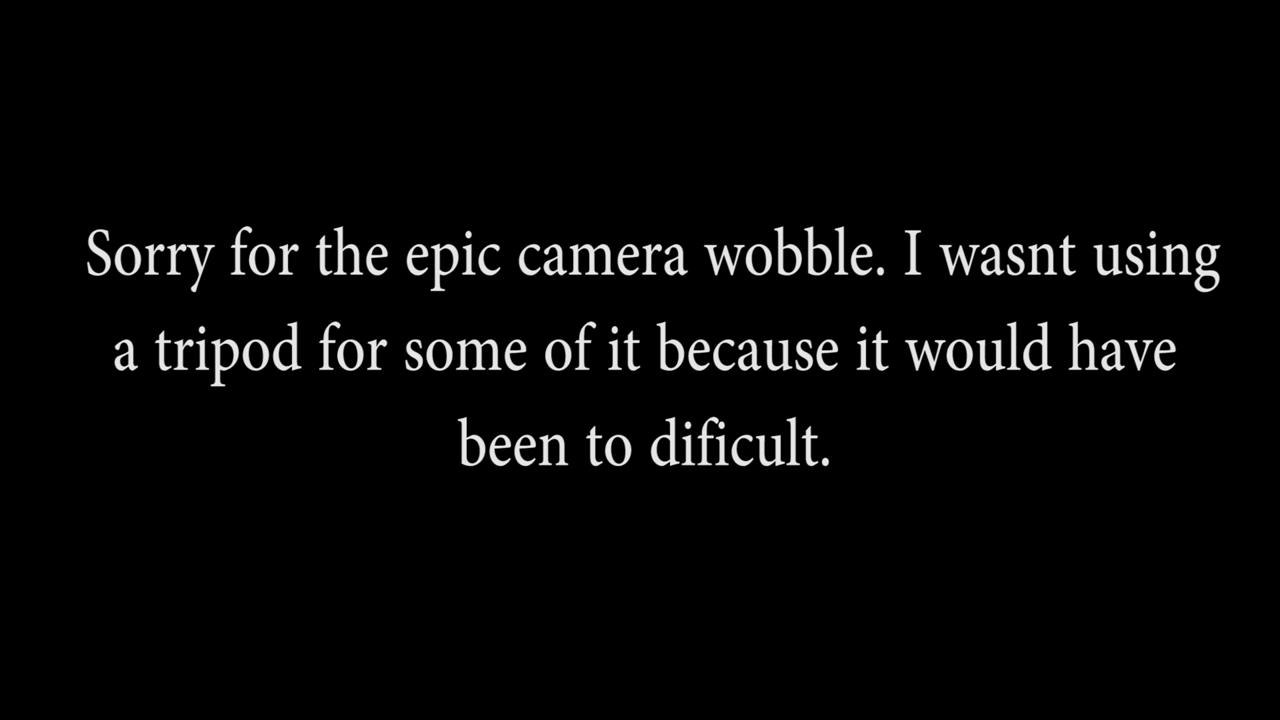 Sorry for the epic camera wobble. I wasnt using
a tripod for some of it because it would have
been to dificult.